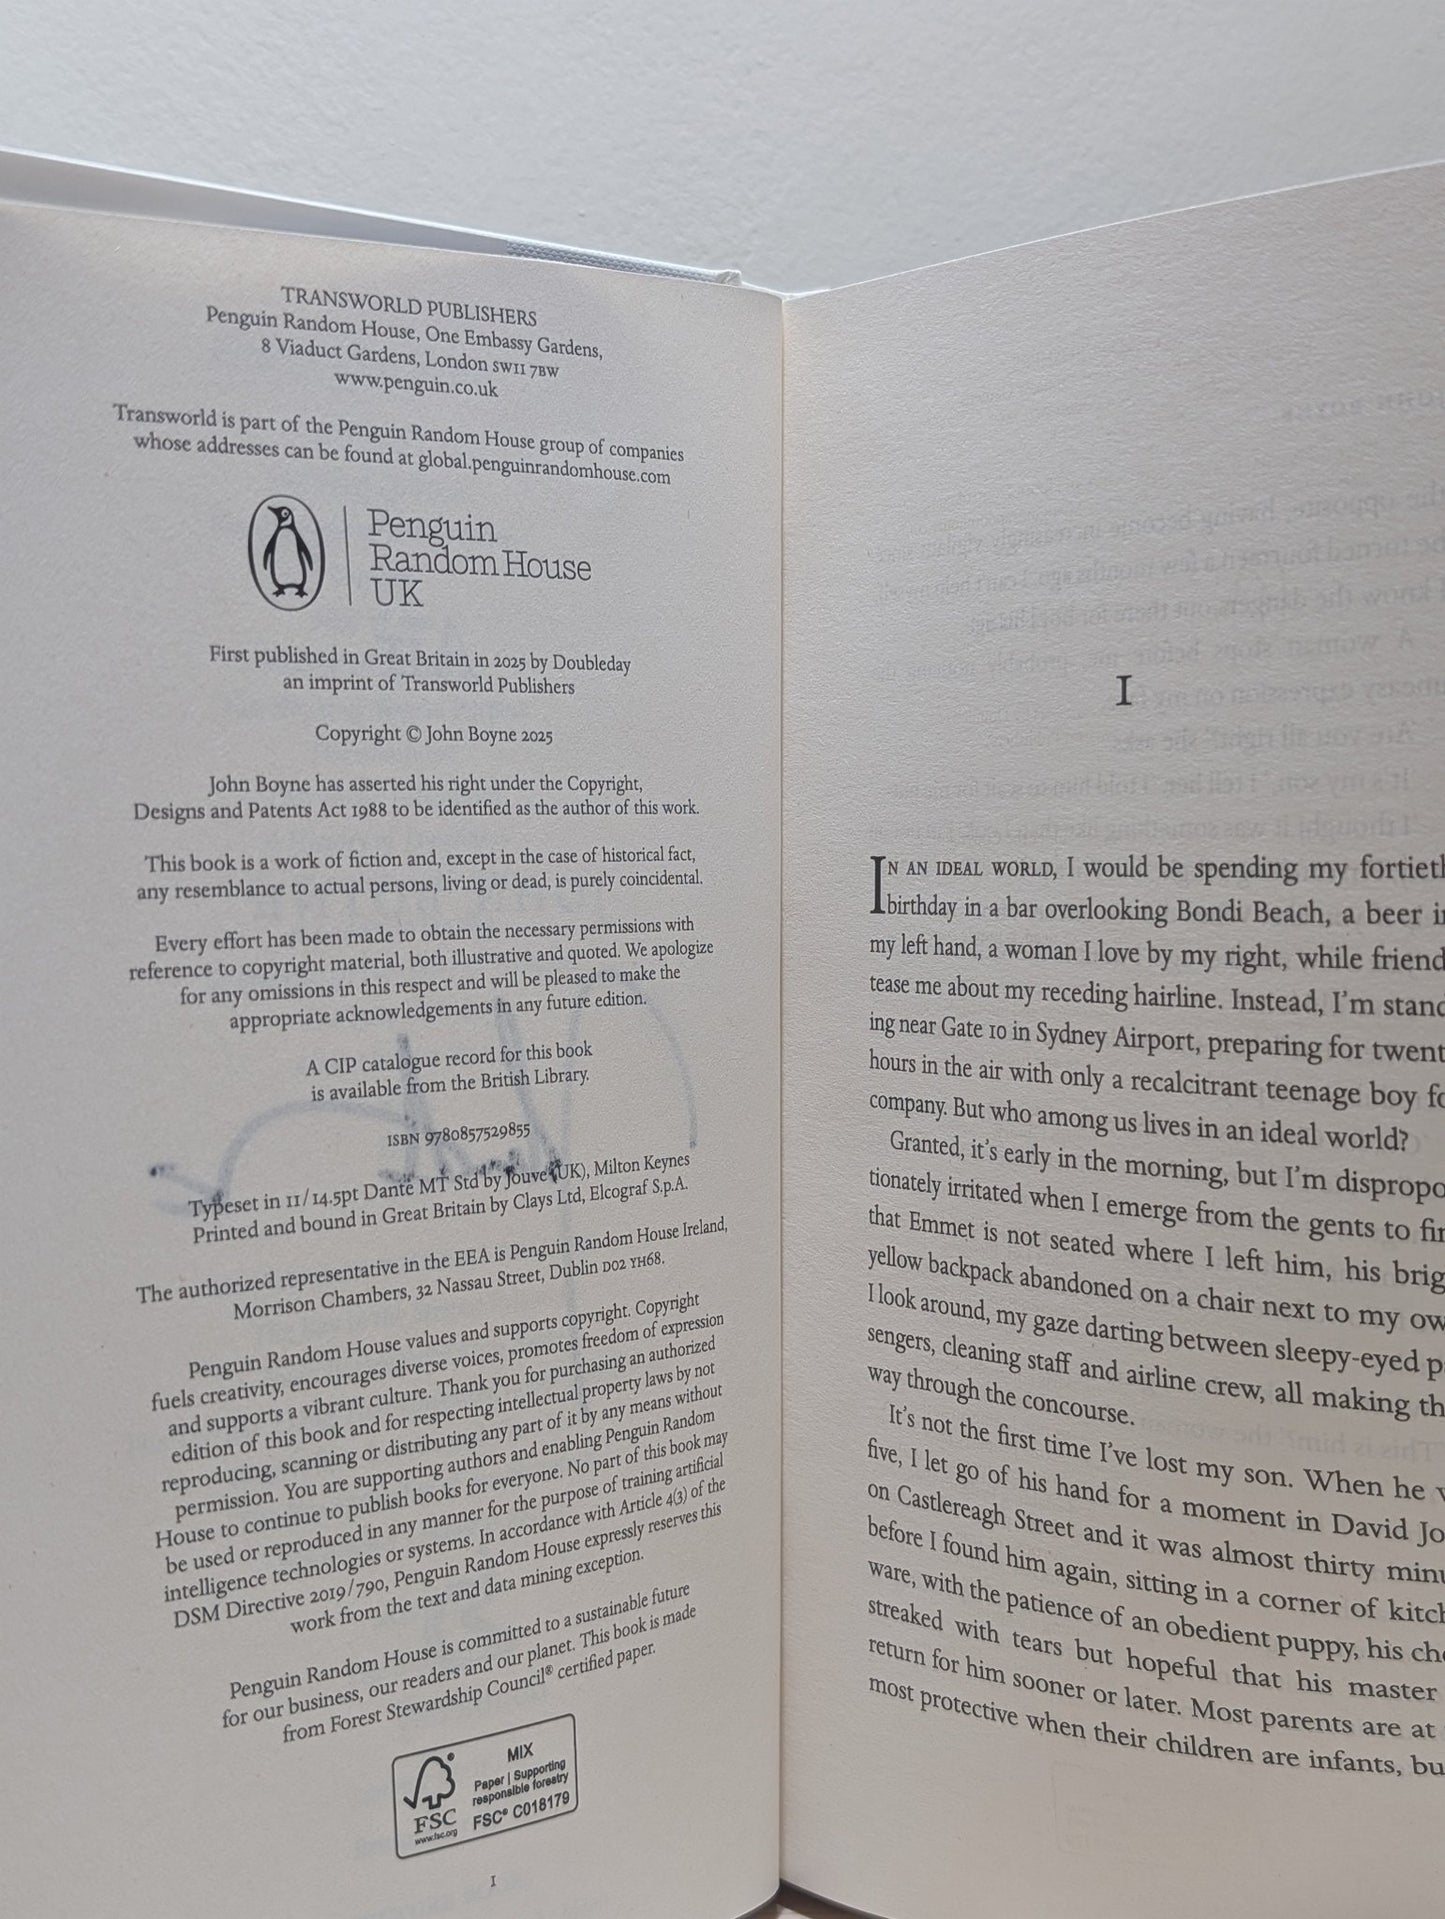 TRANSWORLD PUBLISHERS
Penguin Random House, One Embassy Gardens,
8 Viaduct Gardens, London SW11 7BW
www.penguin.co.uk
Transworld is part of the Penguin Random House group of companies
whose addresses can be found at global.penguinrandomhouse.com
Penguin
Random House
UK
First published in Great Britain in 2025 by Doubleday
an imprint of Transworld Publishers
Copyright © John Boyne 2025
John Boyne has asserted his right under the Copyright,
Designs and Patents Act 1988 to be identified as the author of this work.
This book is a work of fiction and, except in the case of historical fact,
any resemblance to actual persons, living or dead, is purely coincidental.
Every effort has been made to obtain the necessary permissions with
reference to copyright material, both illustrative and quoted. We apologize
for any omissions in this respect and will be pleased to make the
appropriate acknowledgements in any future edition.
A CIP catalogue record for this book
is available from the British Library.
ISBN 9780857529855
Typeset in 11/14.5pt Dante MT Std by Jouve (UK), Milton Keynes
Printed and bound in Great Britain by Clays Ltd, Elcograf S.p.A.
The authorized representative in the EEA is Penguin Random House Ireland,
Morrison Chambers, 32 Nassau Street, Dublin D02 YH68.
Penguin Random House values and supports copyright. Copyright
fuels creativity, encourages diverse voices, promotes freedom of expression
and supports a vibrant culture. Thank you for purchasing an authorized
edition of this book and for respecting intellectual property laws by not
reproducing, scanning or distributing any part of it by any means without
permission. You are supporting authors and enabling Penguin Random
House to continue to publish books for everyone. No part of this book may
be used or reproduced in any manner for the purpose of training artificial
intelligence technologies or systems. In accordance with Article 4(3) of the
DSM Directive 2019/790, Penguin Random House expressly reserves this
work from the text and data mining exception.
Penguin Random House is committed to a sustainable future
for our business, our readers and our planet. This book is made
from Forest Stewardship Council® certified paper.
FSC
www.fsc.org
MIX
Paper | Supporting
responsible forestry
FSC® C018179
1
I
IN AN IDEAL WORLD, I would be spending my fortieth
birthday in a bar overlooking Bondi Beach, a beer in
my left hand, a woman I love by my right, while friend
tease me about my receding hairline. Instead, I'm stand
ing near Gate 10 in Sydney Airport, preparing for twent
hours in the air with only a recalcitrant teenage boy fo
company. But who among us lives in an ideal world?
Granted, it's early in the morning, but I'm dispropo
tionately irritated when I emerge from the gents to fin
that Emmet is not seated where I left him, his brig
yellow backpack abandoned on a chair next to my ow
I look around, my gaze darting between sleepy-eyed p
sengers, cleaning staff and airline crew, all making th
way through the concourse.
It's not the first time I've lost my son. When he
five, I let go of his hand for a moment in David Jo
on Castlereagh Street and it was almost thirty minu
before I found him again, sitting in a corner of kitch
ware, with the patience of an obedient puppy, his che
streaked with tears but hopeful that his master
return for him sooner or later. Most parents are at
most protective when their children are infants, bu